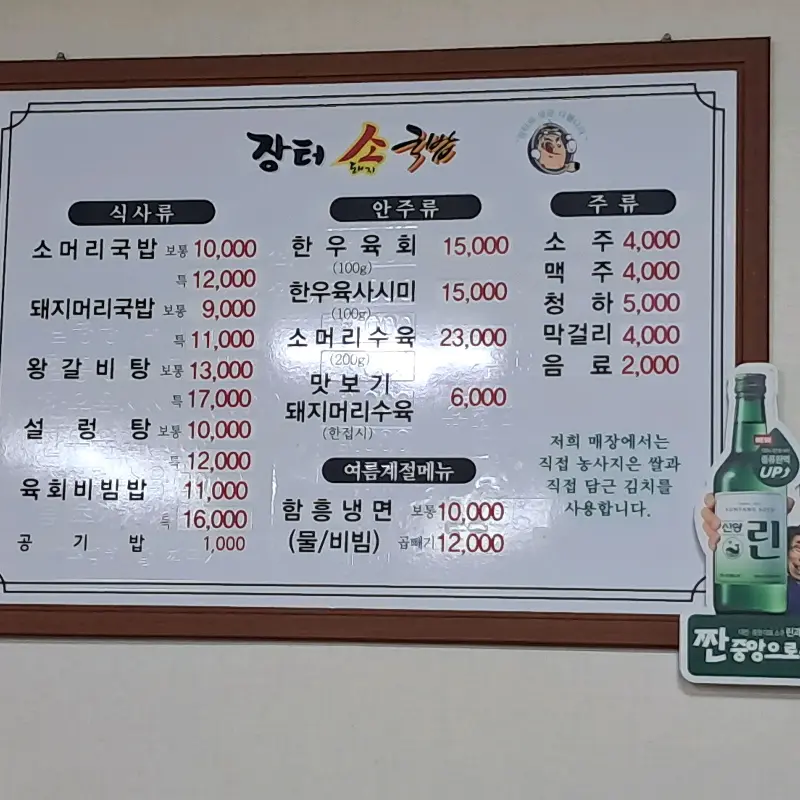 장터 소 국밥
돼지
식사류
소머리국밥 보통 10,000
특 12,000
돼지머리국밥 보통 9,000
특 11,000
왕갈비탕 보통 13,000
특 17,000
설렁탕 보통 10,000
특 12,000
육회비빔밥 11,000
특 16,000
공기밥 1,000
안주류
한우육회 15,000
(100g)
한우육사시미 15,000
(100g)
소머리수육 23,000
(200g)
맛보기
돼지머리수육 6,000
(한접시)
여름계절메뉴
함흥냉면 보통 10,000
(물/비빔) 곱빼기 12,000
주류
소주 4,000
맥주 4,000
청하 5,000
막걸리 4,000
음료 2,000
저희 매장에서는
직접 농사지은 쌀과
직접 담근 김치를
사용합니다.
NEW
UP
선양
린
짠 중앙으로